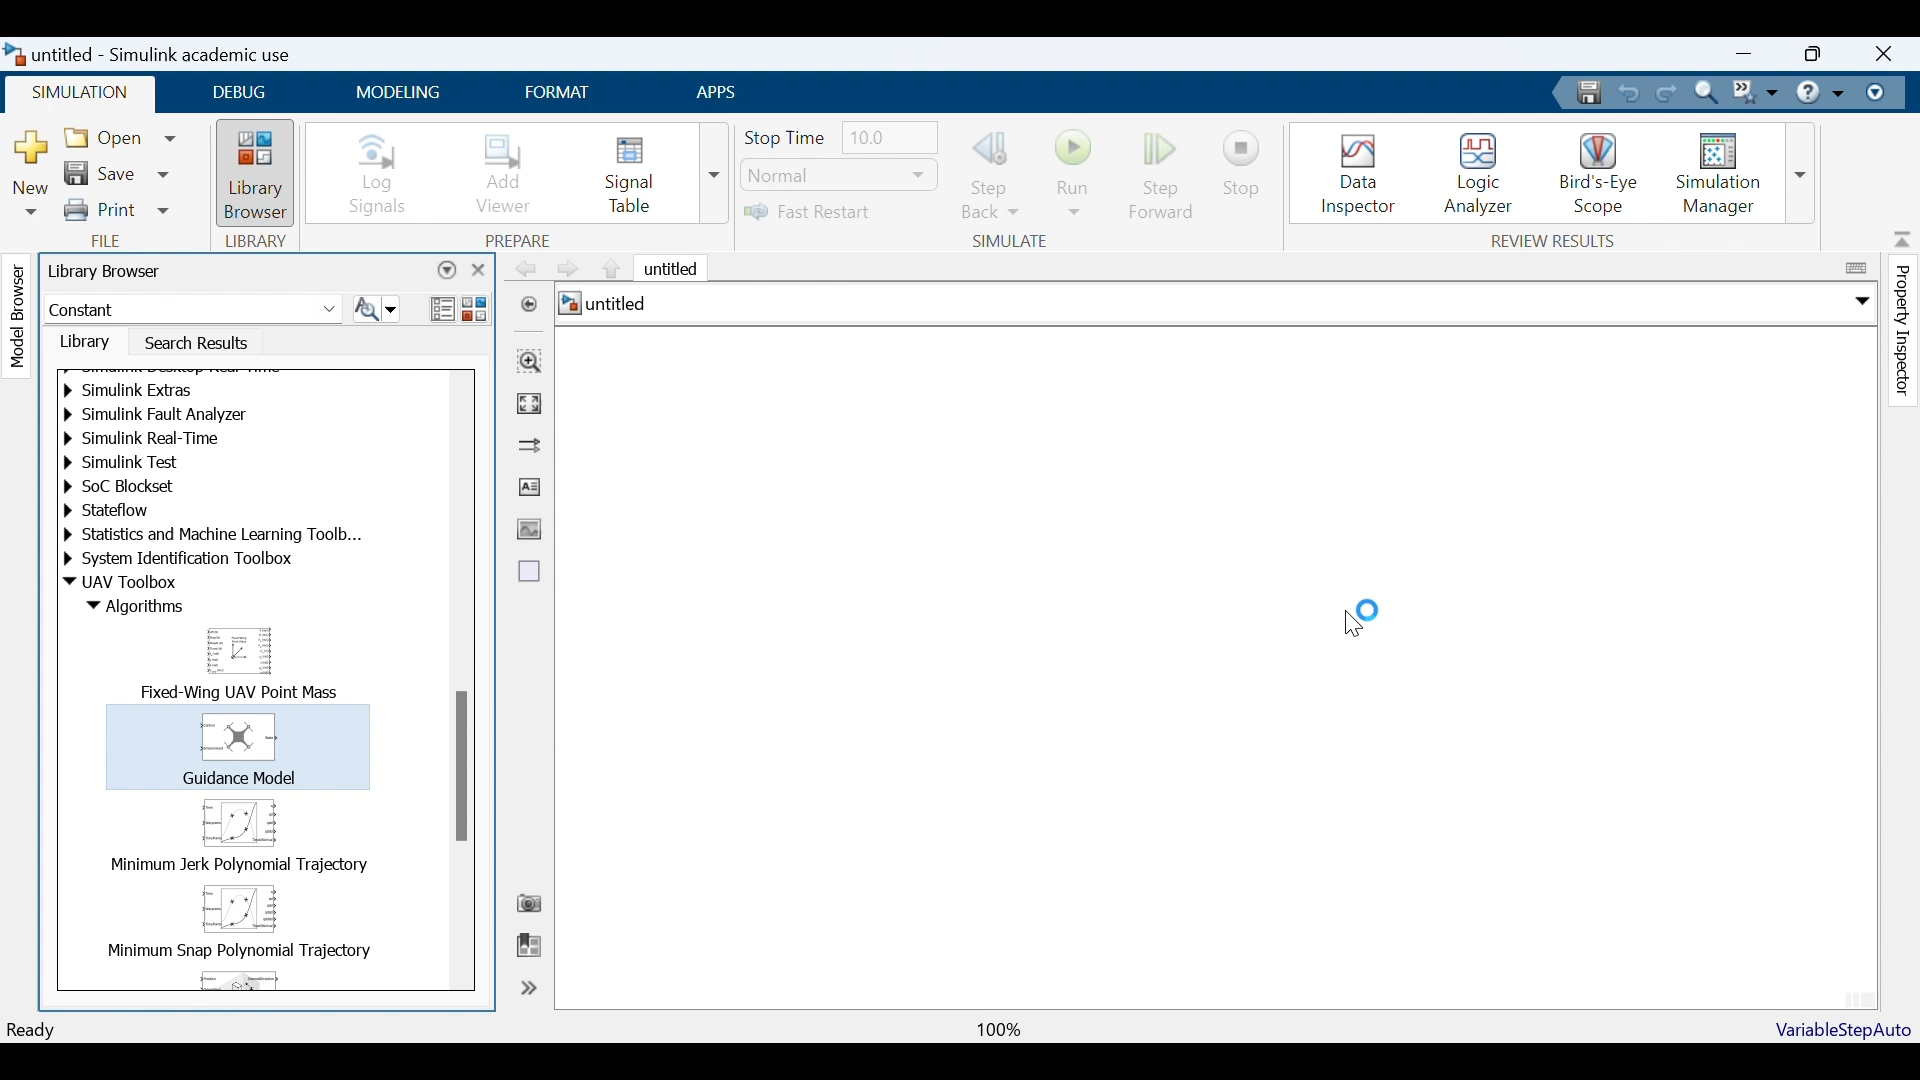 untitled - Simulink academic use
SIMULATION
DEBUG
MODELING
FORMAT
APPS
New
Open
Save
Print
FILE
Library
Browser
LIBRARY
Log
Signals
Add
Viewer
Signal
Table
PREPARE
Stop Time
10.0
Normal
Fast Restart
Step
Back
Run
Step
Forward
Stop
SIMULATE
Data
Inspector
Logic
Analyzer
Bird's-Eye
Scope
Simulation
Manager
REVIEW RESULTS
Model Browser
Library Browser
Constant
Library
Search Results
Simulink Extras
Simulink Fault Analyzer
Simulink Real-Time
Simulink Test
SoC Blockset
Stateflow
Statistics and Machine Learning Toolb...
System Identification Toolbox
UAV Toolbox
Algorithms
Fixed-Wing UAV Point Mass
Guidance Model
Minimum Jerk Polynomial Trajectory
Minimum Snap Polynomial Trajectory
untitled
untitled
Property Inspector
Ready
100%
VariableStepAuto